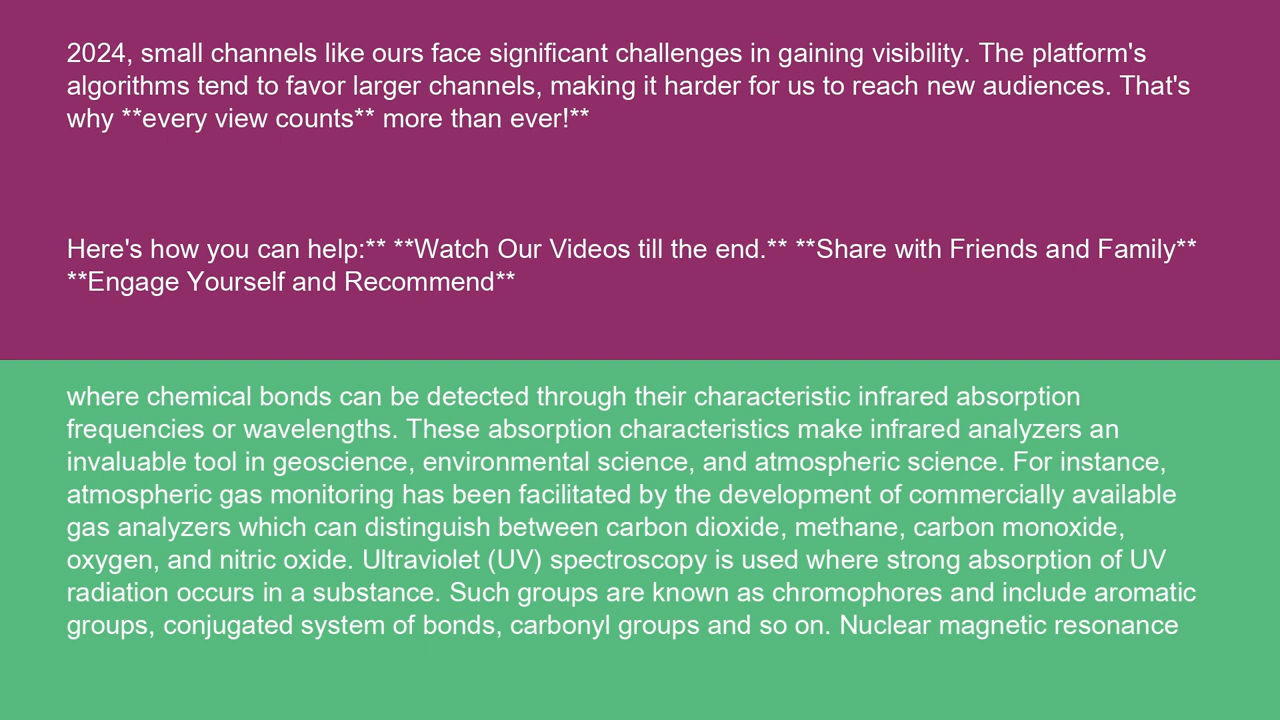 2024, small channels like ours face significant challenges in gaining visibility. The platform's
algorithms tend to favor larger channels, making it harder for us to reach new audiences. That's
why **every view counts** more than ever!**
Here's how you can help:** **Watch Our Videos till the end.** **Share with Friends and Family**
**Engage Yourself and Recommend**
where chemical bonds can be detected through their characteristic infrared absorption
frequencies or wavelengths. These absorption characteristics make infrared analyzers an
invaluable tool in geoscience, environmental science, and atmospheric science. For instance,
atmospheric gas monitoring has been facilitated by the development of commercially available
gas analyzers which can distinguish between carbon dioxide, methane, carbon monoxide,
oxygen, and nitric oxide. Ultraviolet (UV) spectroscopy is used where strong absorption of UV
radiation occurs in a substance. Such groups are known as chromophores and include aromatic
groups, conjugated system of bonds, carbonyl groups and so on. Nuclear magnetic resonance